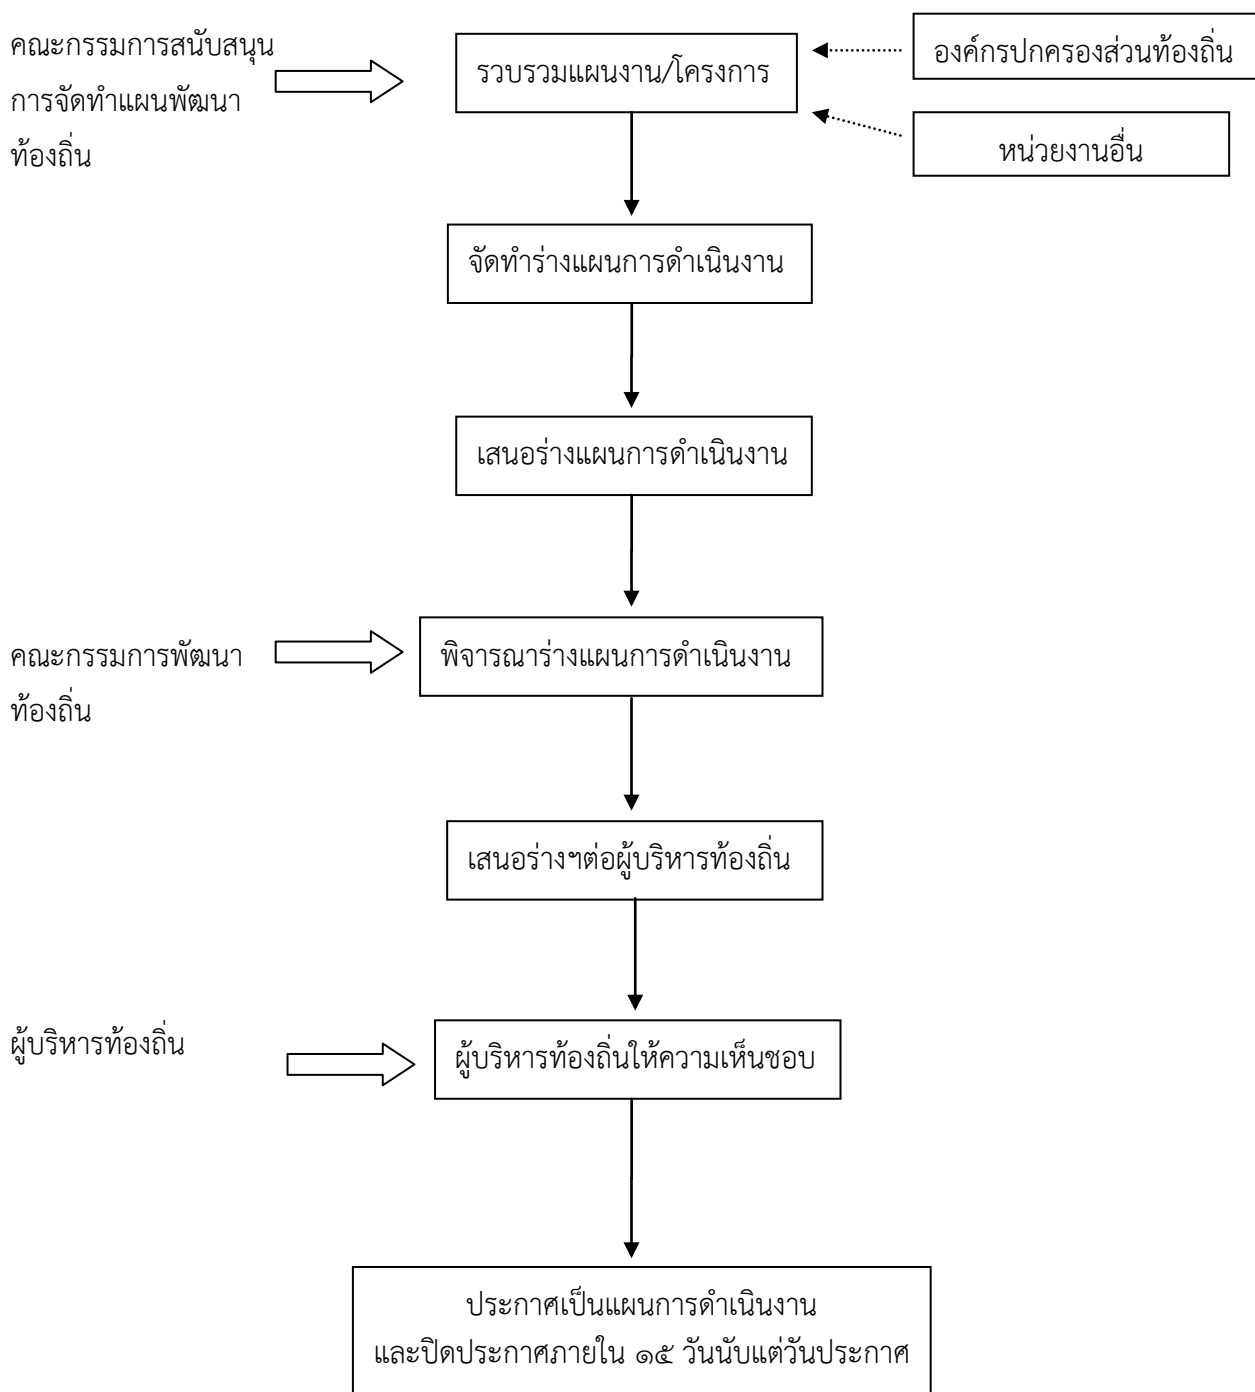 คณะกรรมการสนับสนุน
การจัดทำแผนพัฒนา
ท้องถิ่น
รวบรวมแผนงาน/โครงการ
องค์กรปกครองส่วนท้องถิ่น
หน่วยงานอื่น
จัดทำร่างแผนการดำเนินงาน
เสนอร่างแผนการดำเนินงาน
คณะกรรมการพัฒนา
ท้องถิ่น
พิจารณาร่างแผนการดำเนินงาน
เสนอร่างฯต่อผู้บริหารท้องถิ่น
ผู้บริหารท้องถิ่น
ผู้บริหารท้องถิ่นให้ความเห็นชอบ
ประกาศเป็นแผนการดำเนินงาน
และปิดประกาศภายใน ๑๕ วันนับแต่วันประกาศ